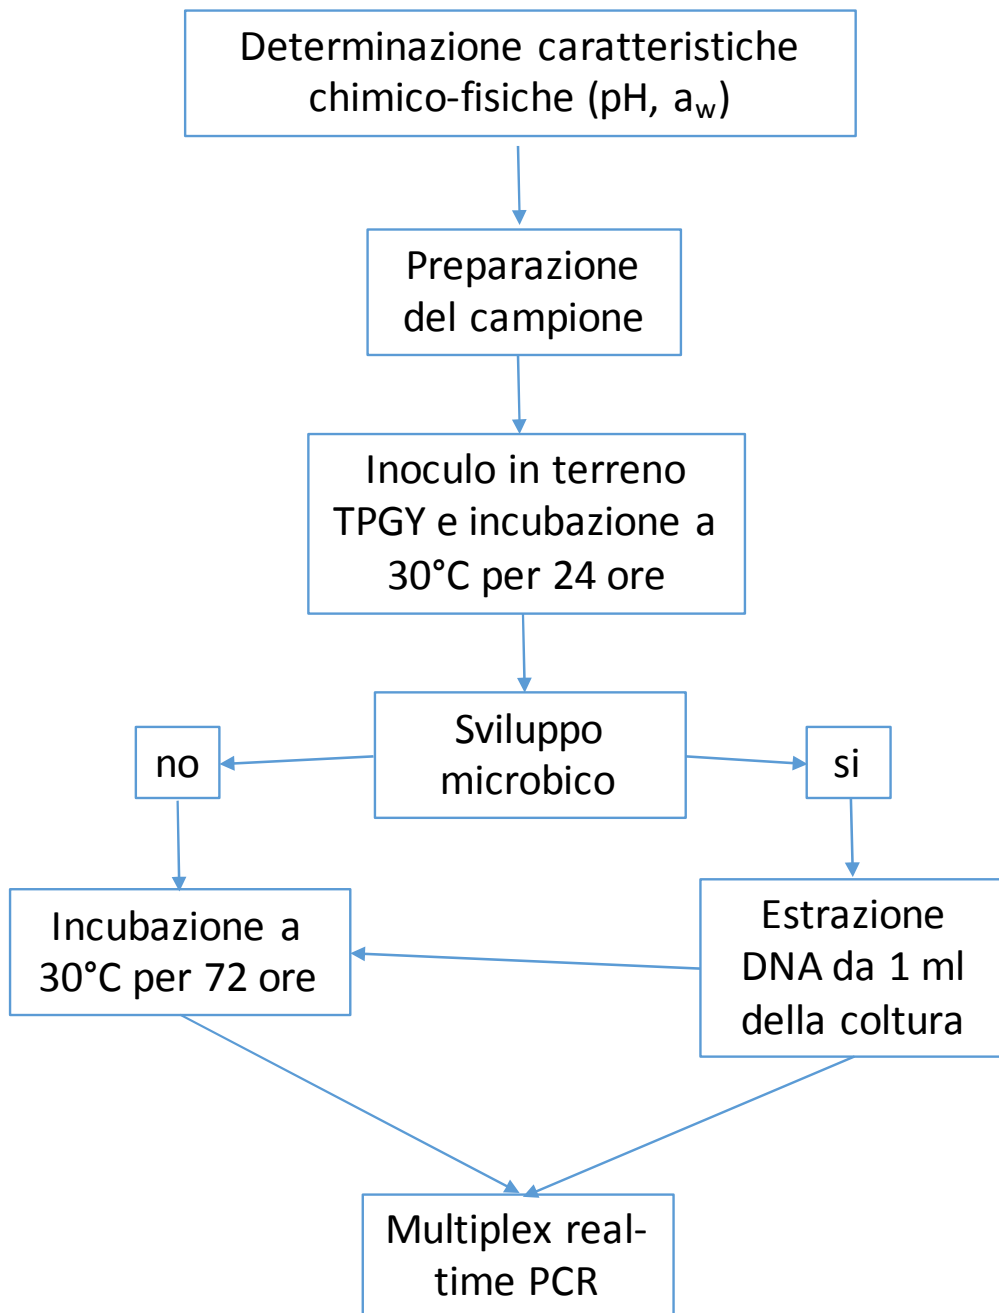 Determinazione caratteristiche
chimico-fisiche (pH, aw)
Preparazione
del campione
Inoculo in terreno
TPGY e incubazione a
30°C per 24 ore
Sviluppo
microbico
no
si
Incubazione a
30°C per 72 ore
Estrazione
DNA da 1 ml
della coltura
Multiplex real-
time PCR